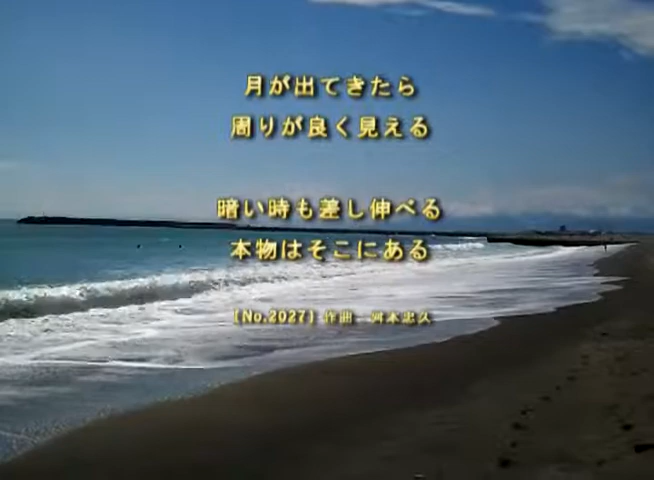 月が出てきたら
周りが良く見える
暗い時も差し伸べる
本物はそこにある
【No.2027】作曲 河本忠久